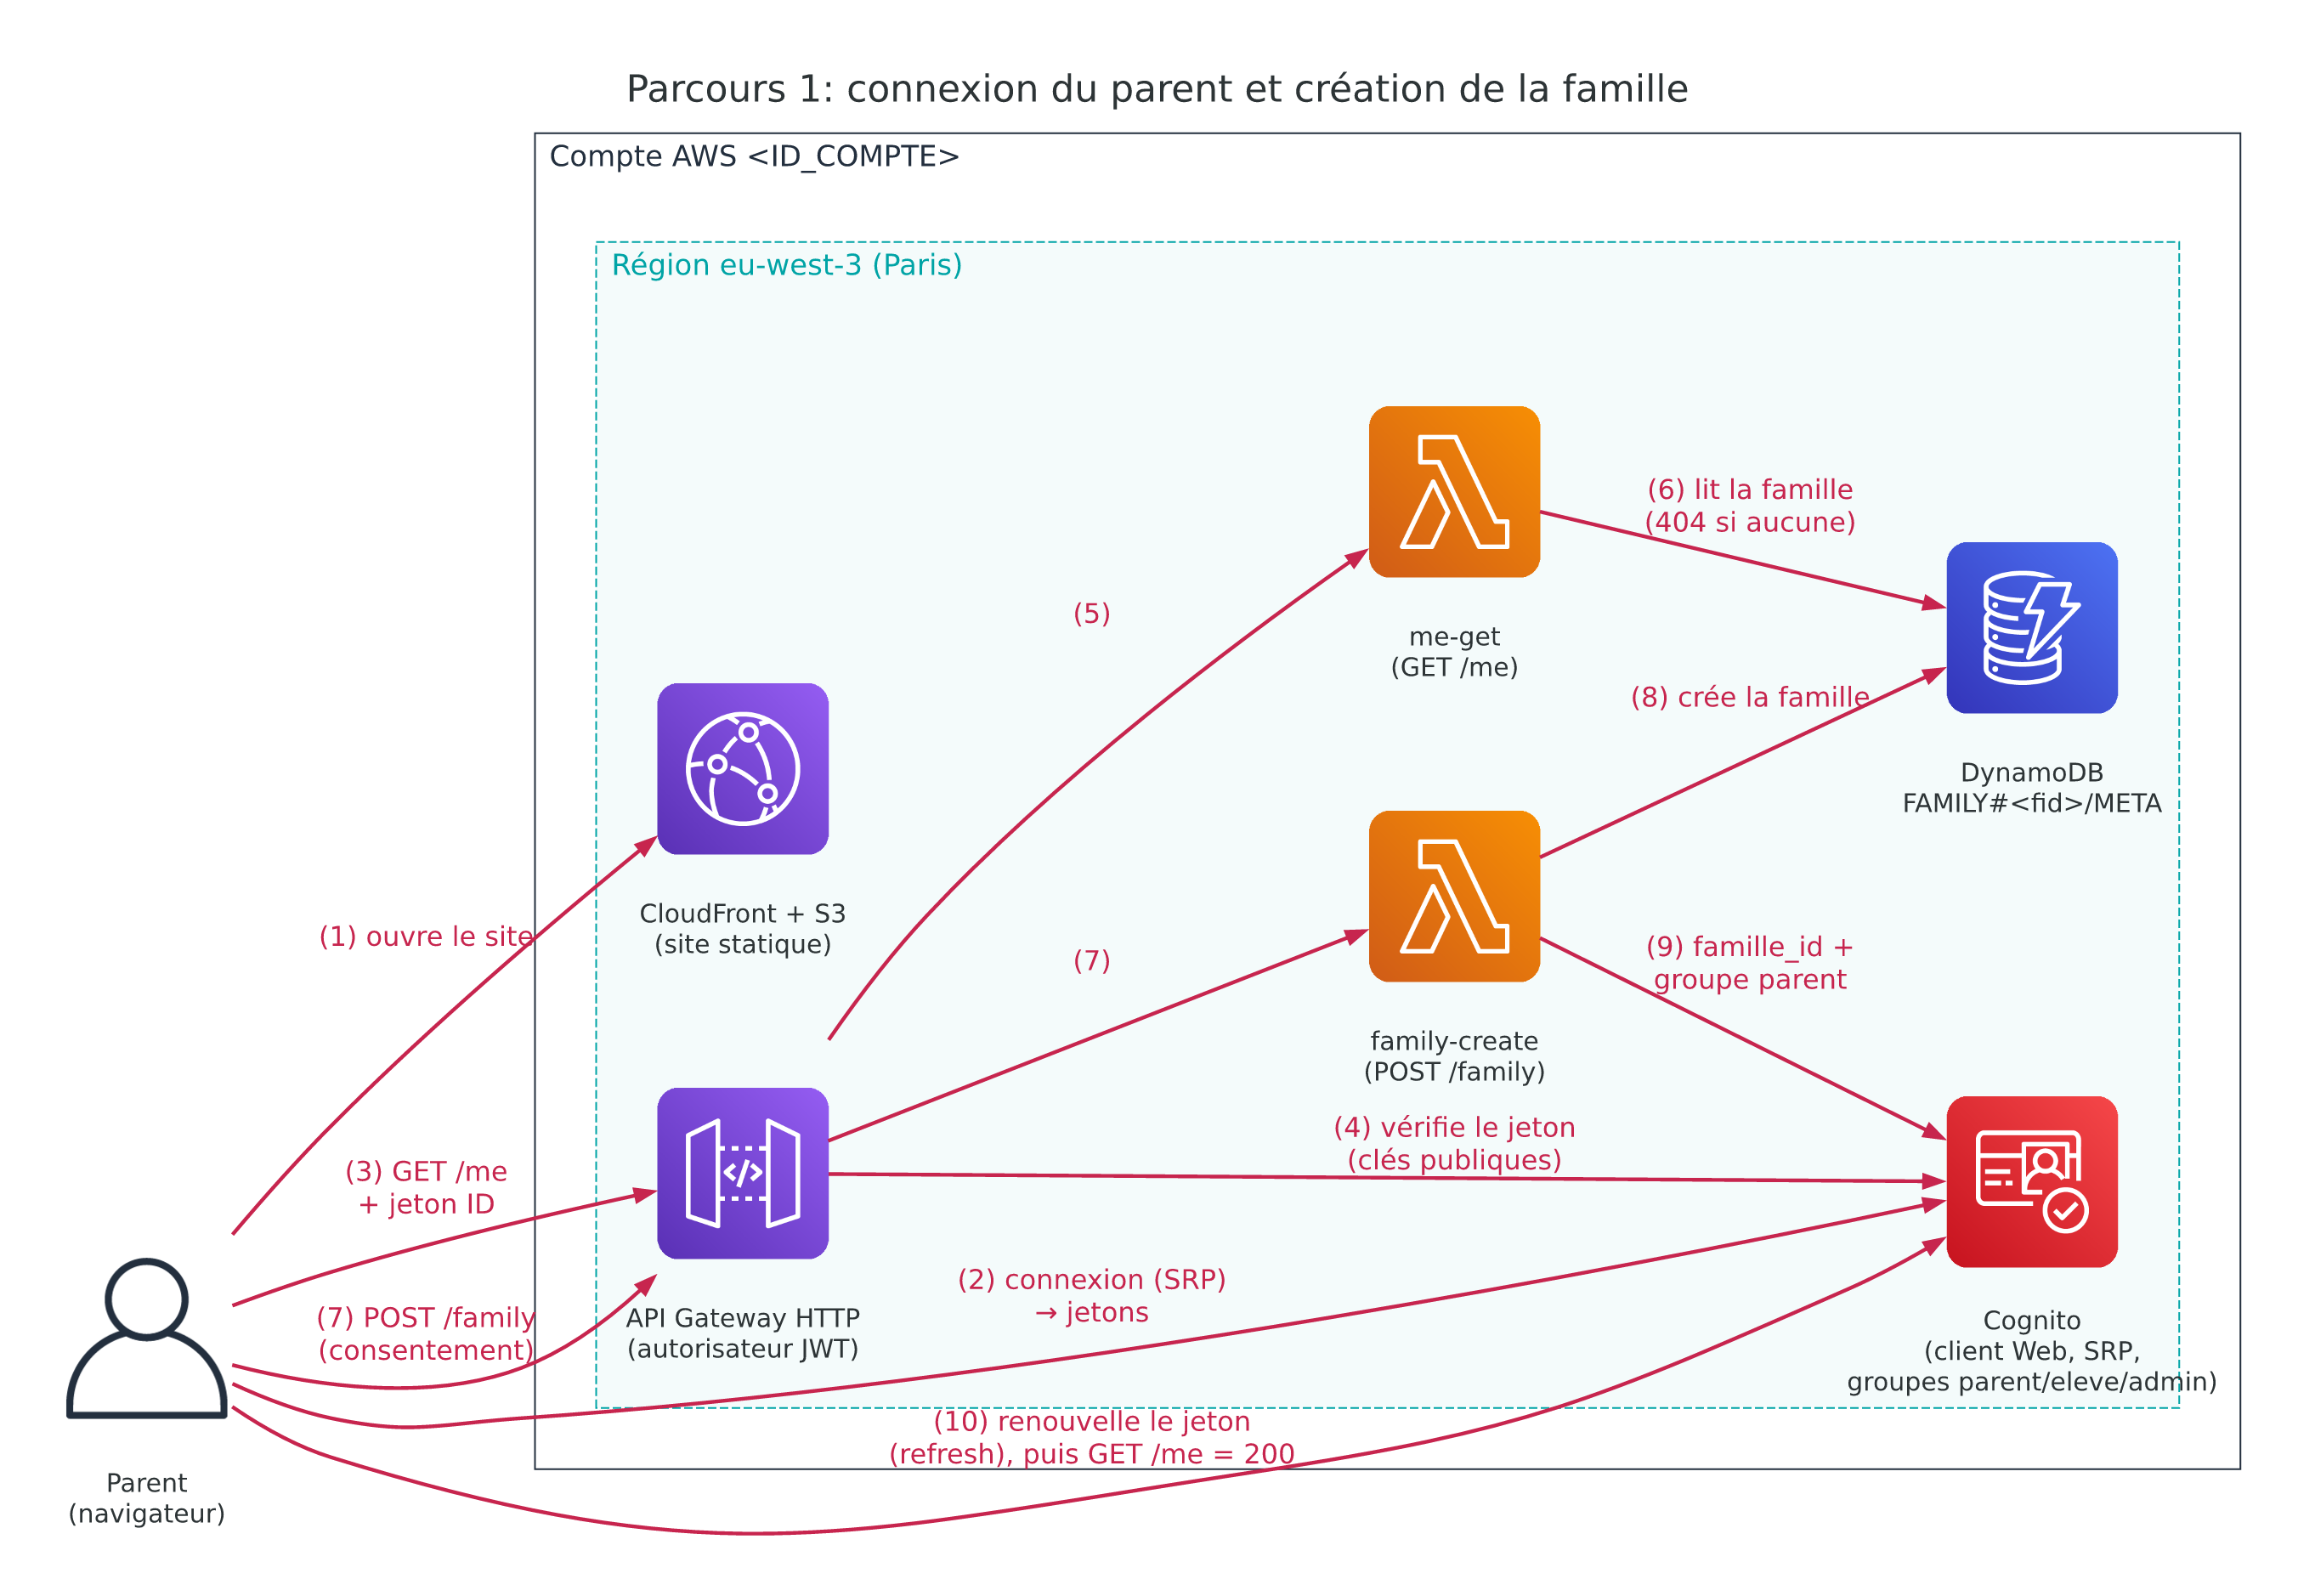 Parcours 1: connexion du parent et création de la famille
Compte AWS <ID_COMPTE>
Région eu-west-3 (Paris)
(6) lit la famille
(404 si aucune)
(5)
me-get
(GET /me)
(8) crée la famille
DynamoDB
FAMILY#<fid>/META
CloudFront + S3
(site statique)
(1) ouvre le site
(7)
(9) famille_id +
groupe parent
family-create
(POST /family)
(4) vérifie le jeton
(clés publiques)
(3) GET /me
+ jeton ID
(2) connexion (SRP)
→ jetons
(7) POST /family
(consentement)
API Gateway HTTP
(autorisateur JWT)
Cognito
(client Web, SRP,
groupes parent/eleve/admin)
(10) renouvelle le jeton
(refresh), puis GET /me = 200
Parent
(navigateur)